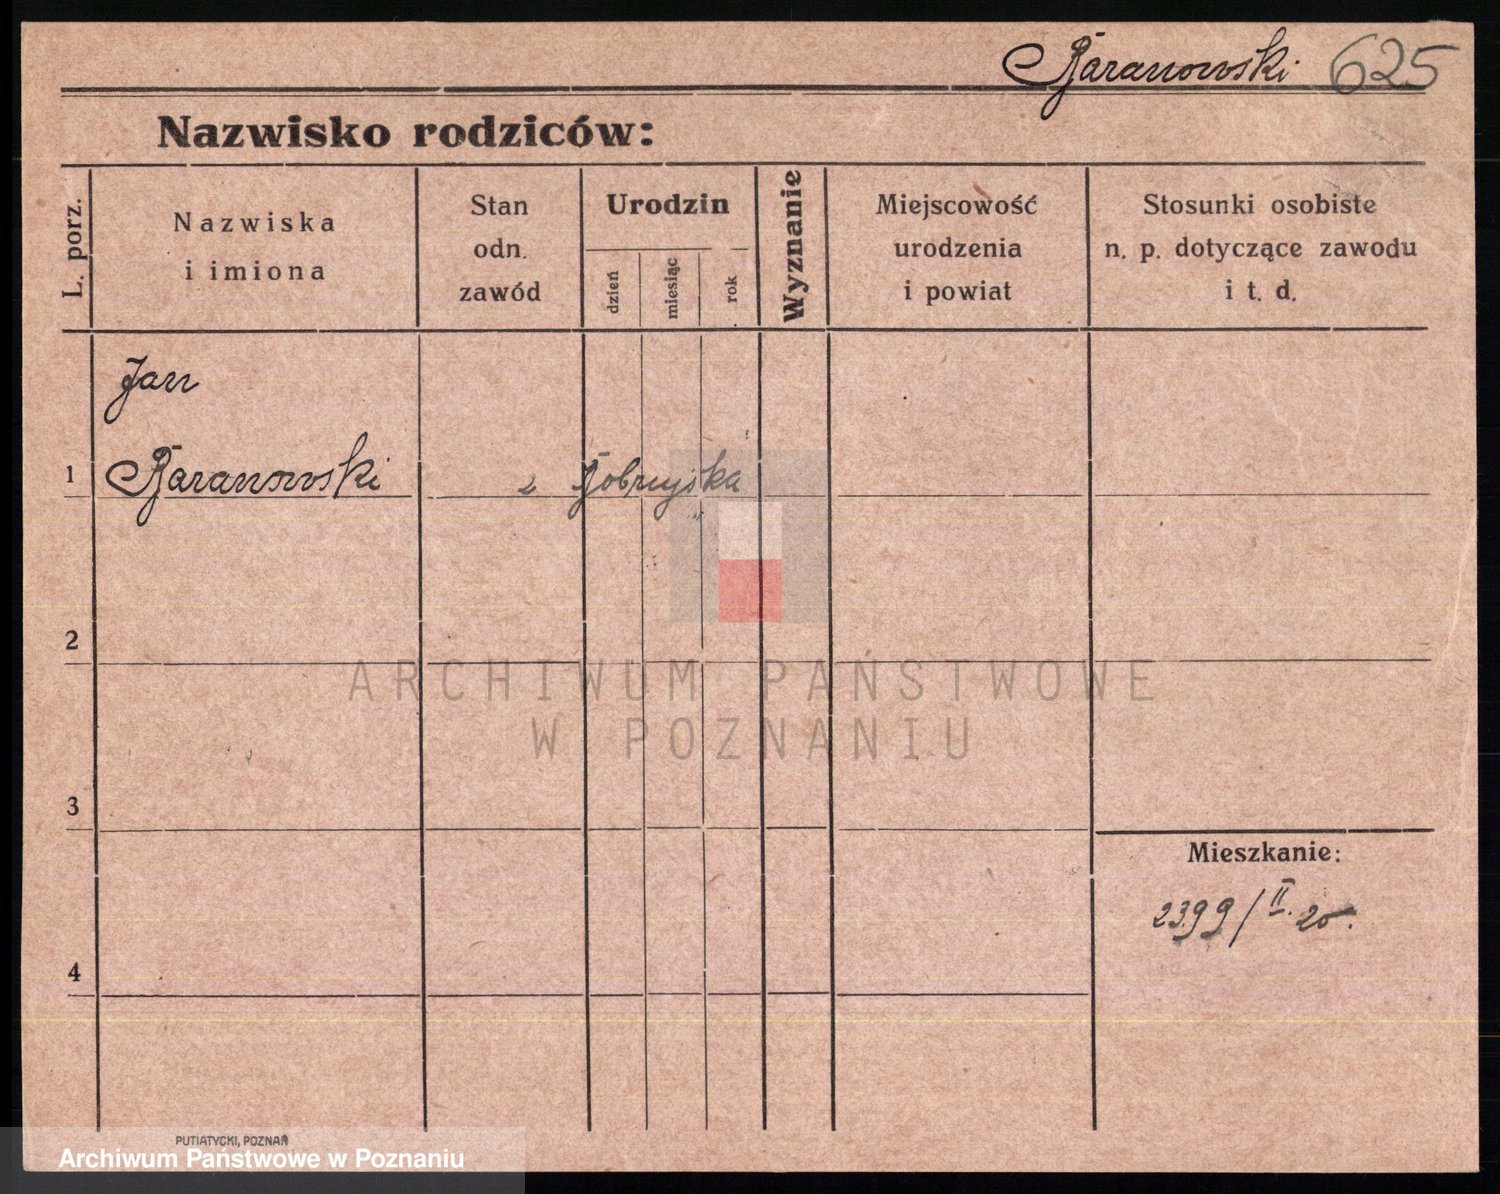 Baranowski 625
Nazwisko rodziców:
L. porz.
Nazwiska
i imiona
Stan
odn.
zawód
Urodzin
dzień
miesiąc
rok
Wyznanie
Miejscowość
urodzenia
i powiat
Stosunki osobiste
n. p. dotyczące zawodu
i t. d.
Jan
1 Baranowski z
2
3
4
Mieszkanie:
2399/II. 20.
ARCHIWUM PAŃSTWOWE
W POZNANIU
PUTIATYCKI, POZNAŃ
Archiwum Państwowe w Poznaniu